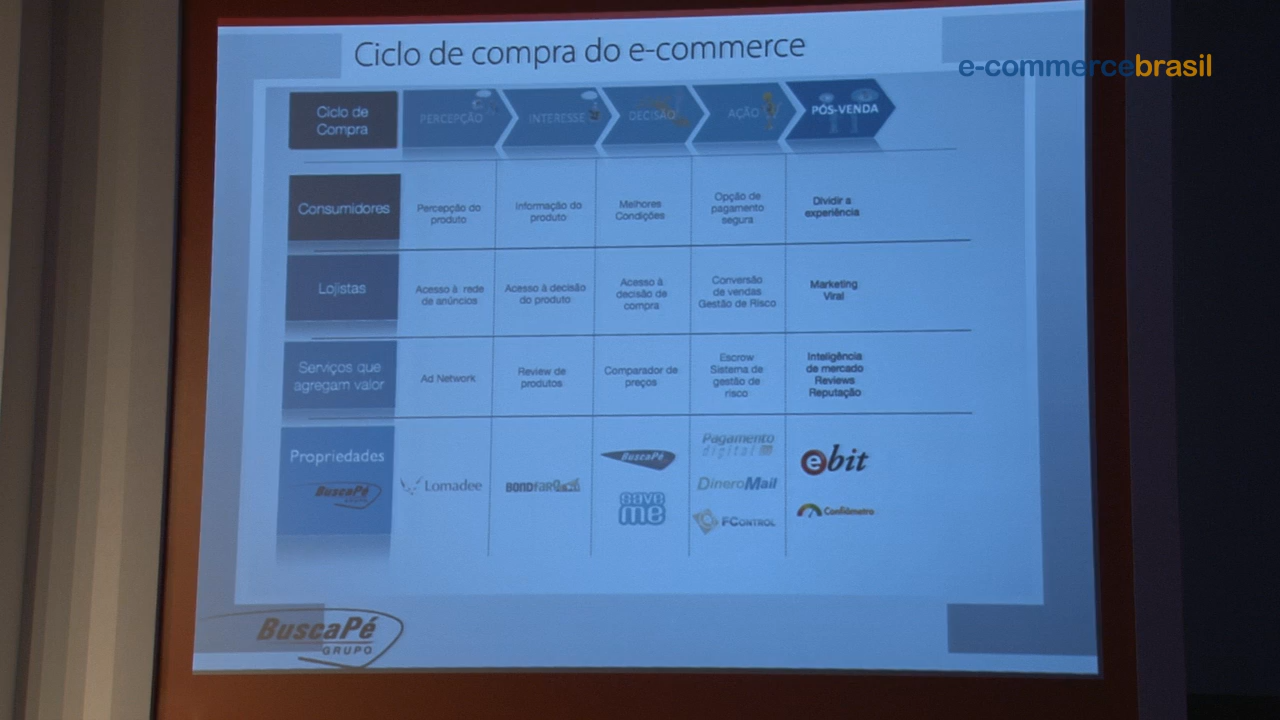 Ciclo de compra do e-commerce
e-commercebrasil
Ciclo de
Compra
PERCEPÇÃO
INTERESSE
DECISÃO
AÇÃO
PÓS-VENDA
Consumidores
Percepção do
produto
Informação do
produto
Melhores
Condições
Opção de
pagamento
segura
Dividir a
experiência
Lojistas
Acesso à rede
de anúncios
Acesso à decisão
do produto
Acesso à
decisão de
compra
Conversão
de vendas
Gestão de Risco
Marketing
Viral
Serviços que
agregam valor
Ad Network
Review de
produtos
Comparador de
preços
Escrow
Sistema de
gestão de
risco
Inteligência
de mercado
Reviews
Reputação
Propriedades
BuscaPé
GRUPO
Lomadee
BONDFARO
BuscaPé
save
me
Pagamento
digital
DineroMail
FCONTROL
ebit
Confiômetro
BuscaPé
GRUPO